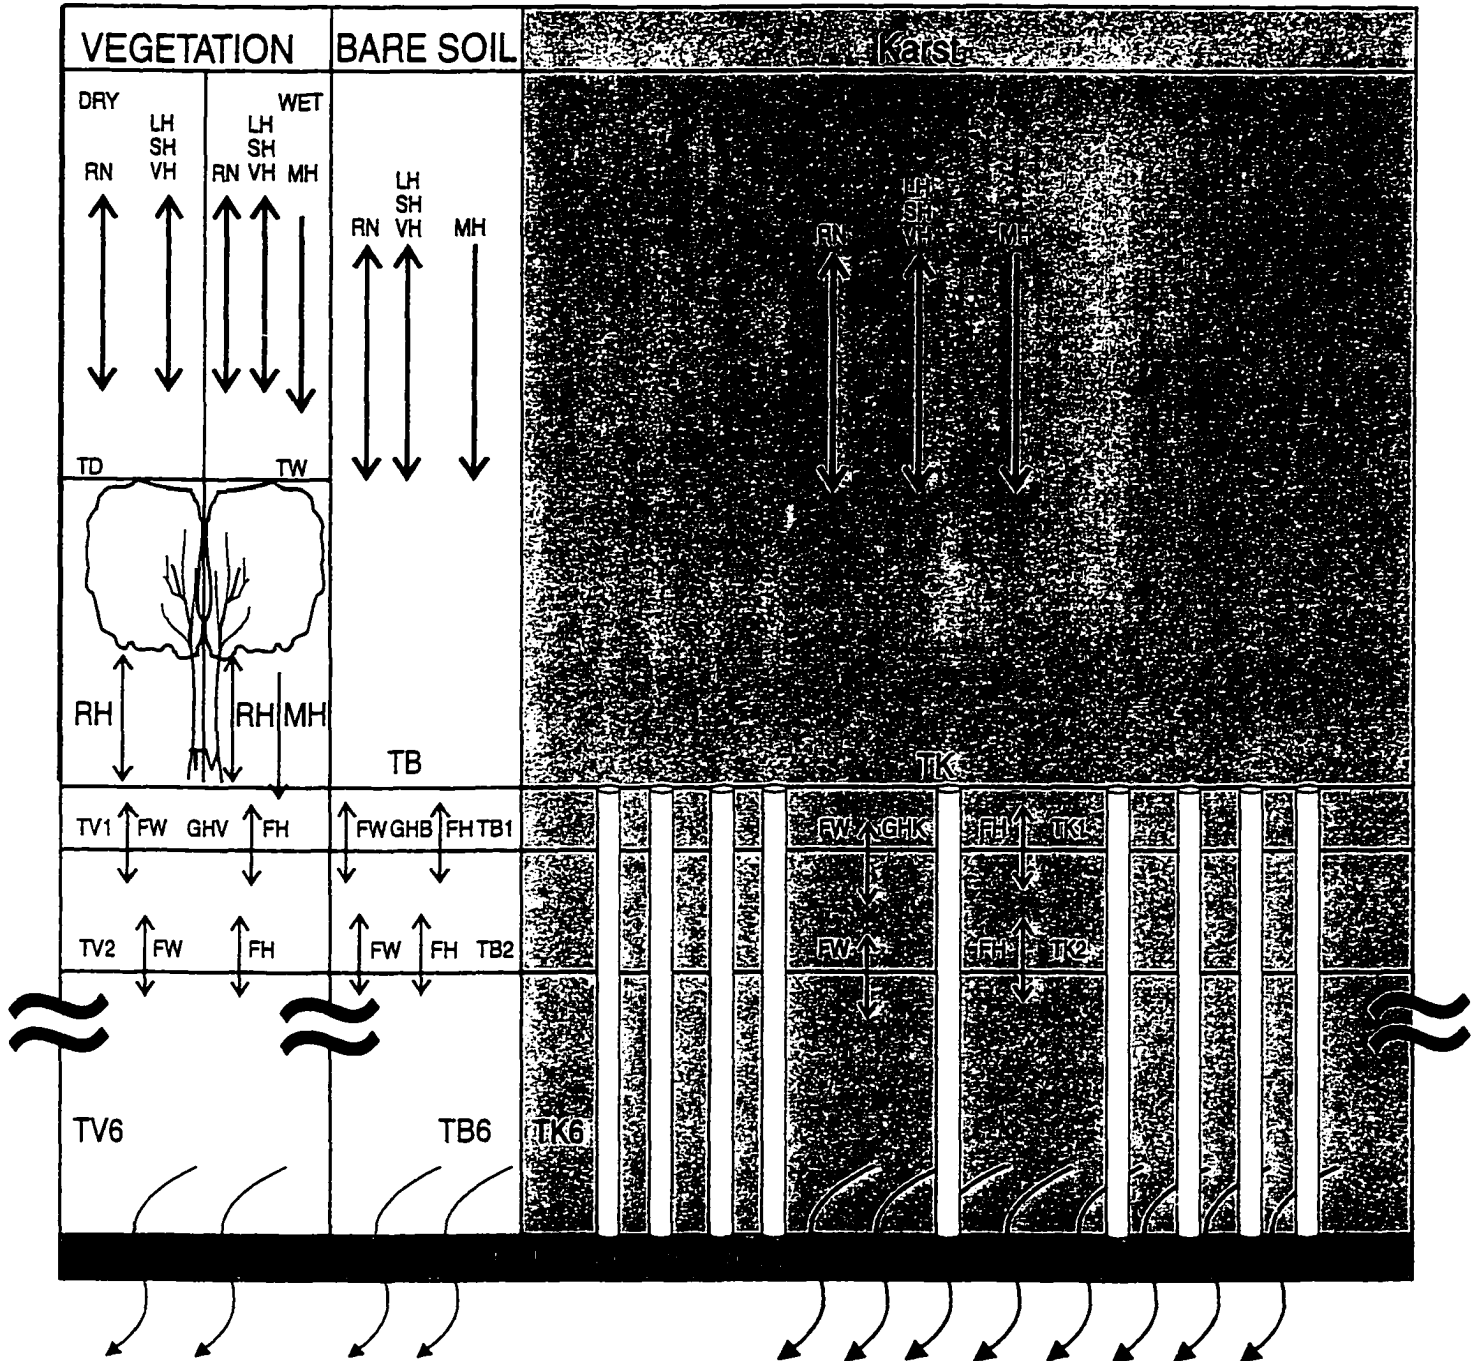 VEGETATION BARE SOIL Karst
DRY WET
LH LH
SH SH
RN VH RN VH MH
LH LH
SH SH
RN VH MH RN VH MH
TD TW
RH RH MH
TV TB TK
TV1 FW GHV FH FW GHB FH TB1 FW GHK FH TK1
TV2 FW FH FW FH TB2 FW FH TK2
TV6 TB6 TK6